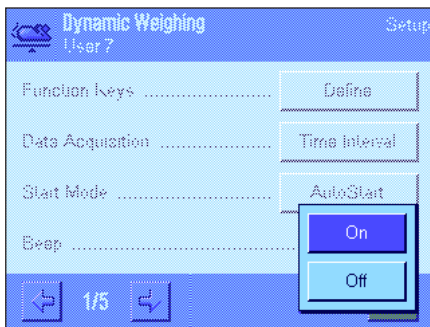 Dynamic Weighing
Setup
User 7
Function Keys ........................ Define
Data Acquisition ..................... Time Interval
Start Mode ........................... AutoStart
Beep .................................
On
Off
1/5